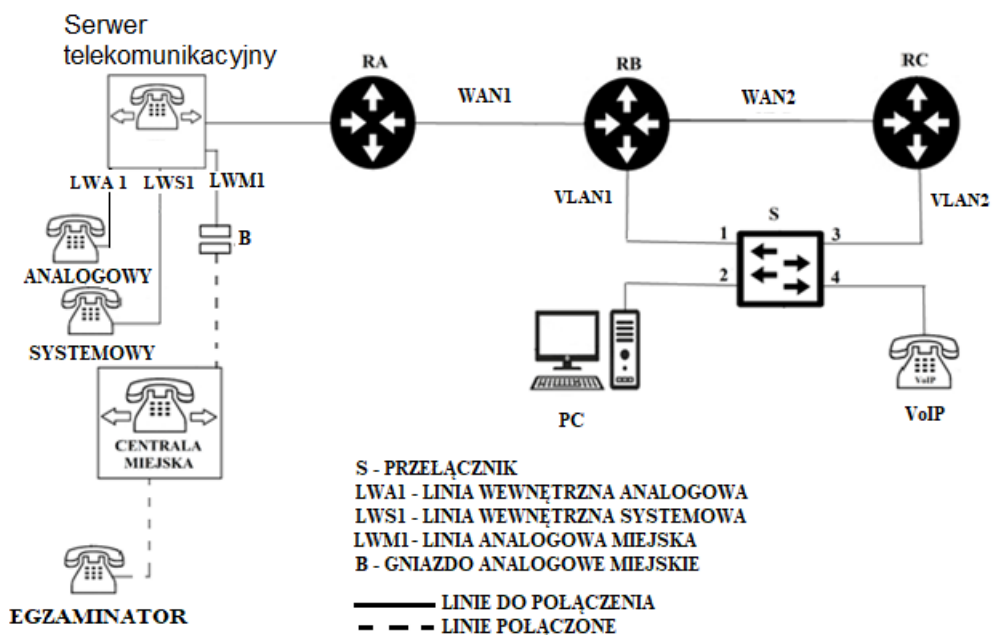 Serwer
telekomunikacyjny
RA
WAN1
RB
WAN2
RC
LWA 1
LWS1
LWM1
VLAN1
VLAN2
S
1
2
3
4
B
ANALOGOWY
SYSTEMOWY
CENTRALA
MIEJSKA
EGZAMINATOR
PC
VoIP
VoIP
S - PRZEŁĄCZNIK
LWA1 - LINIA WEWNĘTRZNA ANALOGOWA
LWS1 - LINIA WEWNĘTRZNA SYSTEMOWA
LWM1 - LINIA ANALOGOWA MIEJSKA
B - GNIAZDO ANALOGOWE MIEJSKIE
LINIE DO POŁĄCZENIA
LINIE POŁĄCZONE